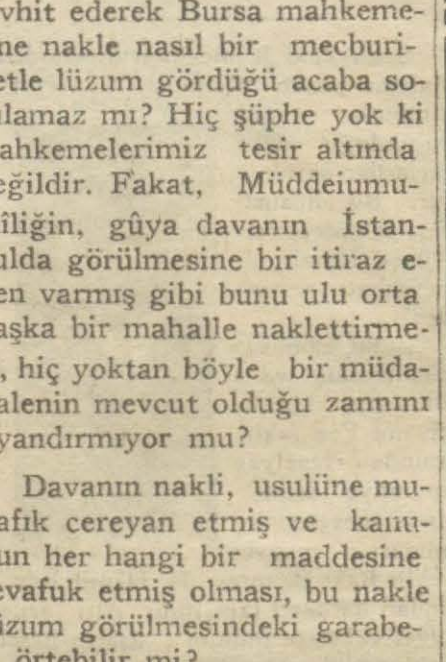 vhit ederek Bursa mahkeme-
ne nakle nasıl bir mecburi-
etle lüzum gördüğü acaba so-
ulamaz mı? Hiç şüphe yok ki
ahkemelerimiz tesir altında
eğildir. Fakat, Müddeiumu-
îliğin, gûya davanın İstan-
ulda görülmesine bir itiraz e-
en varmış gibi bunu ulu orta
aşka bir mahalle naklettirme-
, hiç yoktan böyle bir müda-
alenin mevcut olduğu zannını
yandırmıyor mu?
Davanın nakli, usulüne mu-
afık cereyan etmiş ve kanu-
un her hangi bir maddesine
evafuk etmiş olması, bu nakle
üzum görülmesindeki garabe-
örtebilir mi?